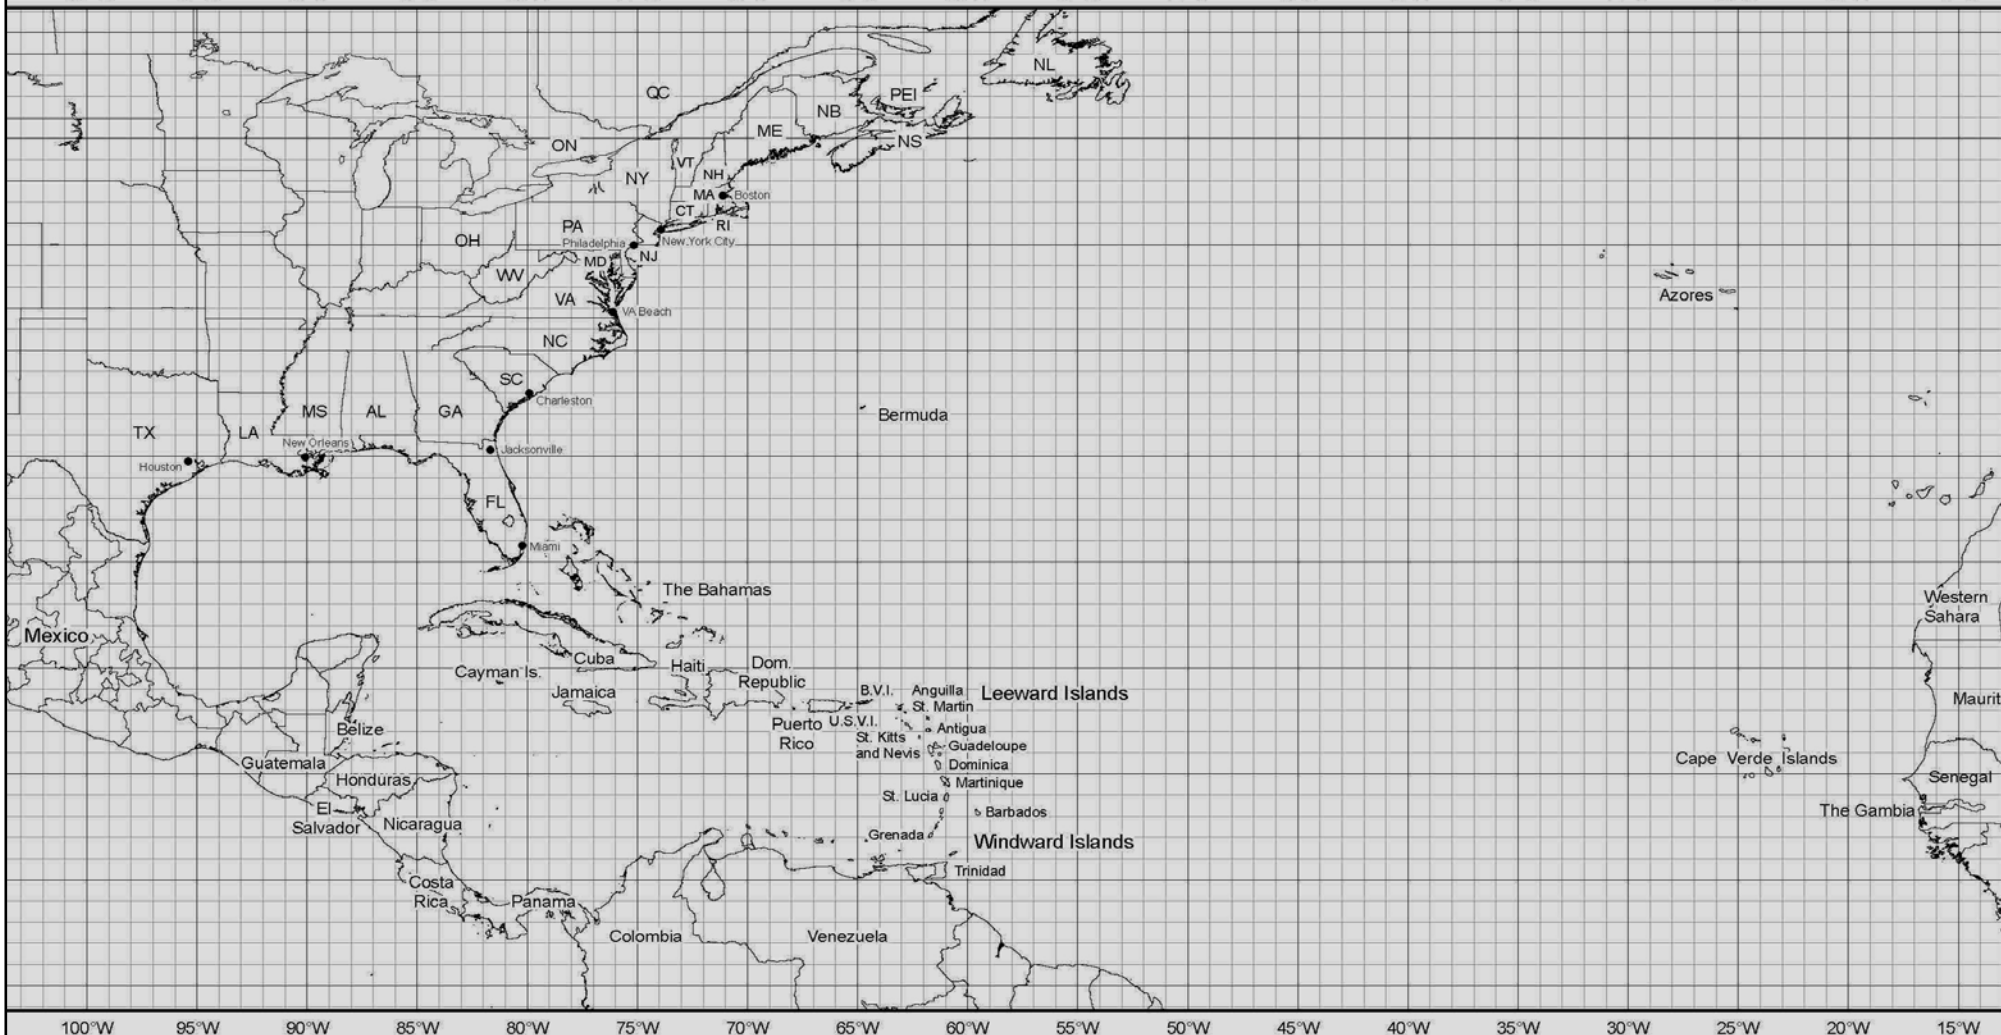 NL
QC
PEI
NB
ME
NS
ON
VT
NH
NY
MA
Boston
CT
RI
PA
OH
Philadelphia
New York City
NJ
MD
WV
VA
VA Beach
NC
Azores
SC
Charleston
MS
AL
GA
Bermuda
TX
LA
New Orleans
Jacksonville
Houston
FL
Miami
The Bahamas
Western
Sahara
Mexico
Cuba
Haiti
Dom.
Republic
Cayman Is.
Jamaica
B.V.I.
Anguilla
Leeward Islands
St. Martin
Maurit
Puerto
Rico
U.S.V.I.
Belize
St. Kitts
and Nevis
Antigua
Guadeloupe
Guatemala
Dominica
Cape Verde Islands
Honduras
Martinique
Senegal
St. Lucia
El
Salvador
Nicaragua
Barbados
The Gambia
Grenada
Windward Islands
Trinidad
Costa
Rica
Panama
Colombia
Venezuela
100°W 95°W 90°W 85°W 80°W 75°W 70°W 65°W 60°W 55°W 50°W 45°W 40°W 35°W 30°W 25°W 20°W 15°W